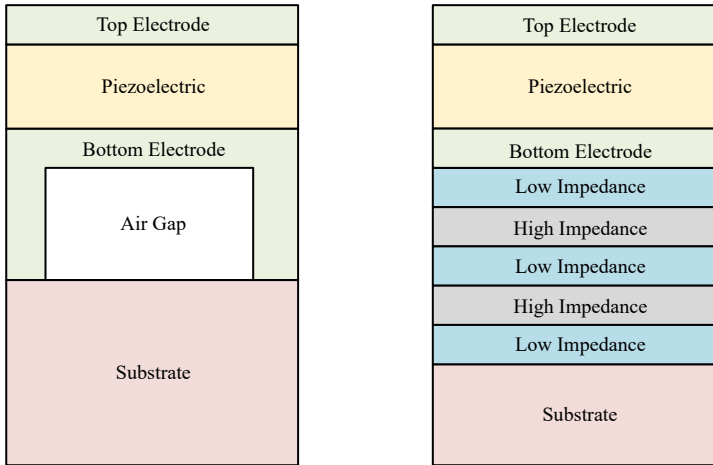 Top Electrode
Piezoelectric
Bottom Electrode
Air Gap
Substrate
Top Electrode
Piezoelectric
Bottom Electrode
Low Impedance
High Impedance
Low Impedance
High Impedance
Low Impedance
Substrate